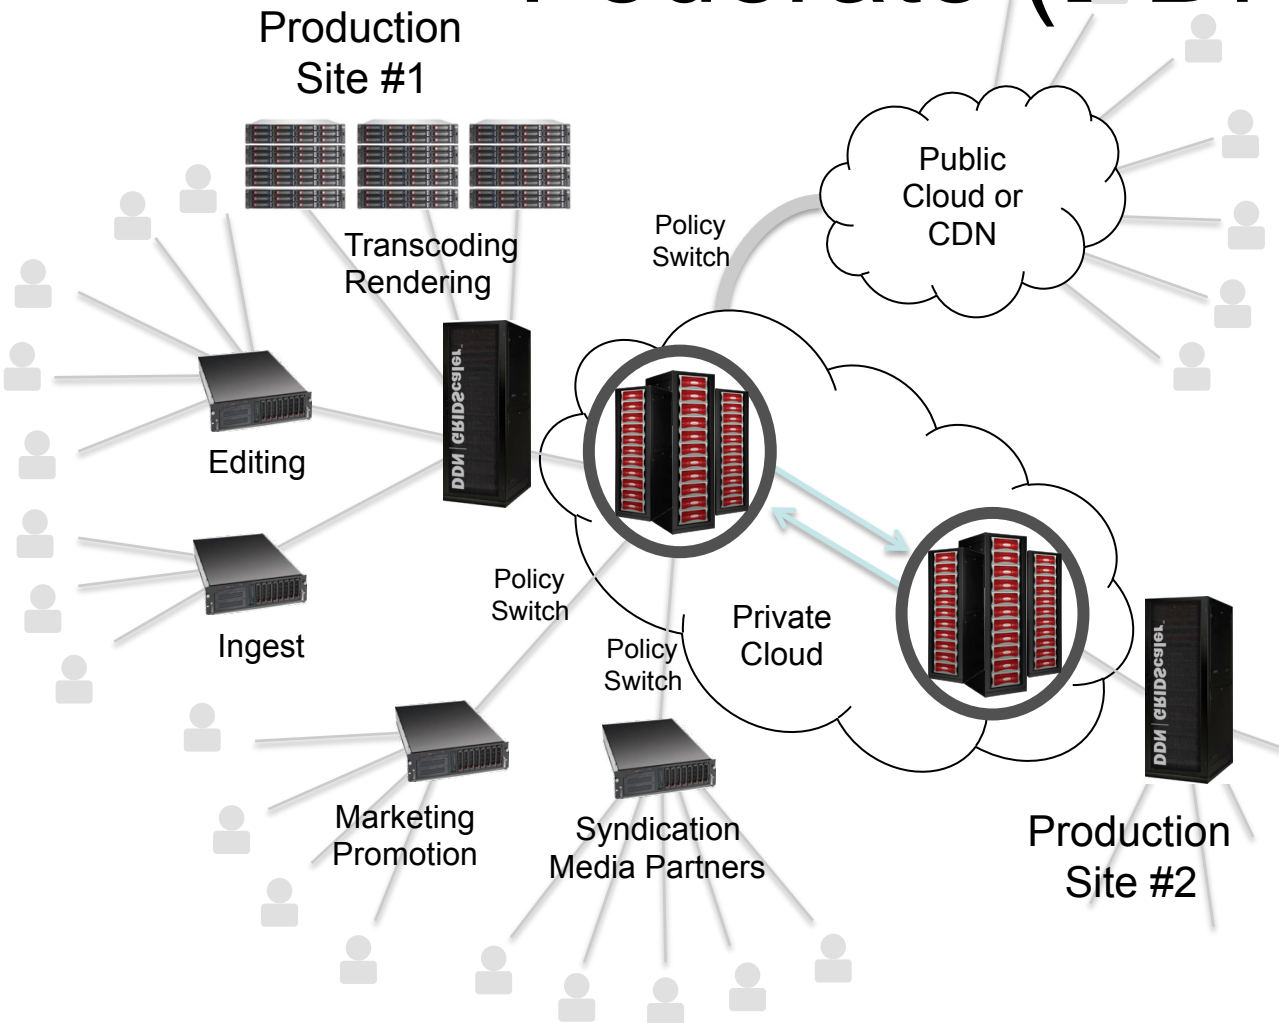 Production
Site #1
Public
Cloud or
CDN
Policy
Switch
Transcoding
Rendering
DDN | GRIDScaler
Editing
Policy
Switch
Ingest
Private
Cloud
Policy
Switch
DDN | GRIDScaler
Marketing
Promotion
Syndication
Media Partners
Production
Site #2